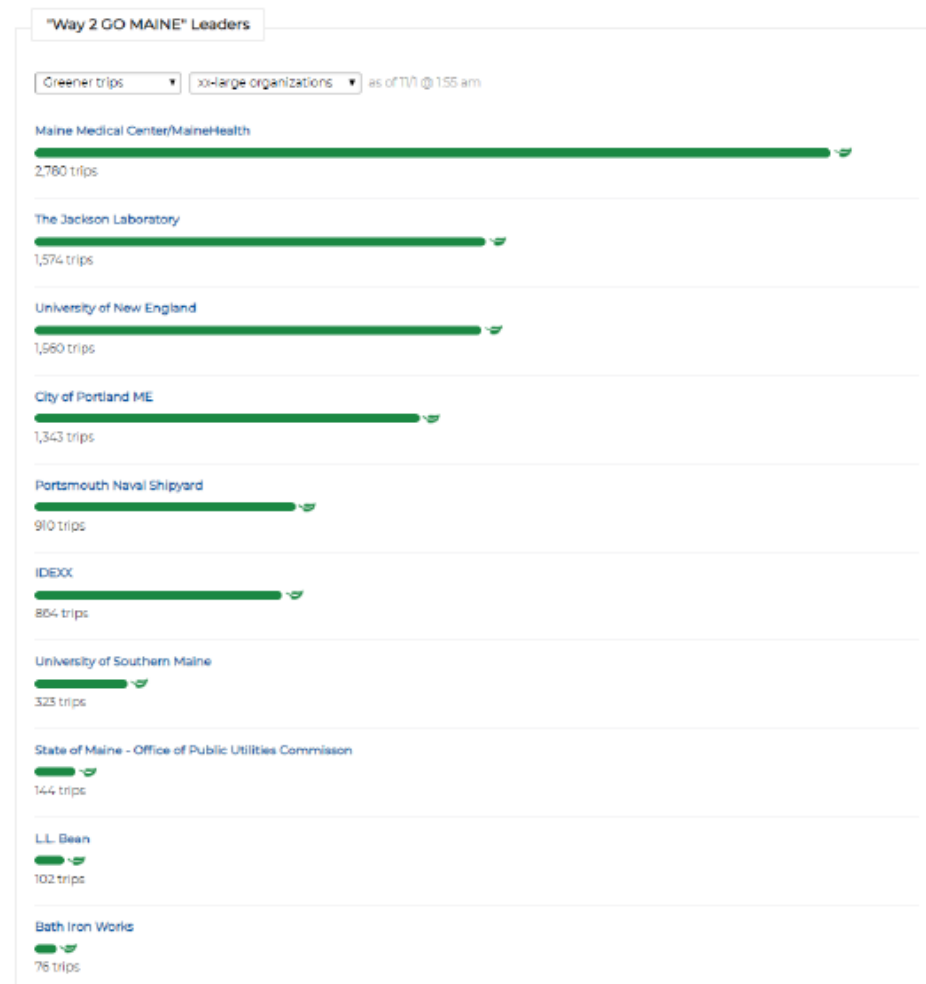 "Way 2 GO MAINE" Leaders
Greener trips xx-large organizations as of 11/1 @ 1:55 am
Maine Medical Center/MaineHealth
2,780 trips
The Jackson Laboratory
1,574 trips
University of New England
1,560 trips
City of Portland ME
1,343 trips
Portsmouth Naval Shipyard
910 trips
IDEXX
864 trips
University of Southern Maine
323 trips
State of Maine - Office of Public Utilities Commisson
144 trips
L.L. Bean
102 trips
Bath Iron Works
76 trips